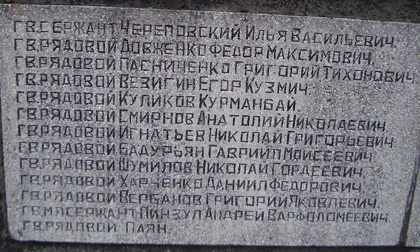 ГВ.СЕРЖАНТ ЧЕРЕПОВСКИЙ ИЛЬЯ ВАСИЛЬЕВИЧ.
ГВ.РЯДОВОЙ ДОВЖЕНКО ФЕДОР МАКСИМОВИЧ.
ГВ.РЯДОВОЙ ПАСНИЧЕНКО ГРИГОРИЙ ТИХОНОВИЧ
ГВ.РЯДОВОЙ ВЕЗИГИН ЕГОР КУЗМИЧ.
ГВ.РЯДОВОЙ КУЛИКОВ КУРМАНБАЙ.
ГВ.РЯДОВОЙ СМИРНОВ АНАТОЛИЙ НИКОЛАЕВИЧ.
ГВ.РЯДОВОЙ ИГНАТЬЕВ НИКОЛАЙ ГРИГОРЬЕВИЧ.
ГВ.РЯДОВОЙ БАДУРЬЯН ГАВРИИЛ МОИСЕЕВИЧ.
ГВ.РЯДОВОЙ ШУМИЛОВ НИКОЛАЙ ГОРДЕЕВИЧ.
ГВ.РЯДОВОЙ ХАРЧЕНКО ДАНИИЛ ФЕДОРОВИЧ.
ГВ.РЯДОВОЙ ВЕРБАНОВ ГРИГОРИЙ ЯКОВЛЕВИЧ.
ГВ.МЛ.СЕРЖАНТ ПИНЗУЛ АНДРЕЙ ВАРФОЛОМЕЕВИЧ.
ГВ.РЯДОВОЙ ПАЯН.